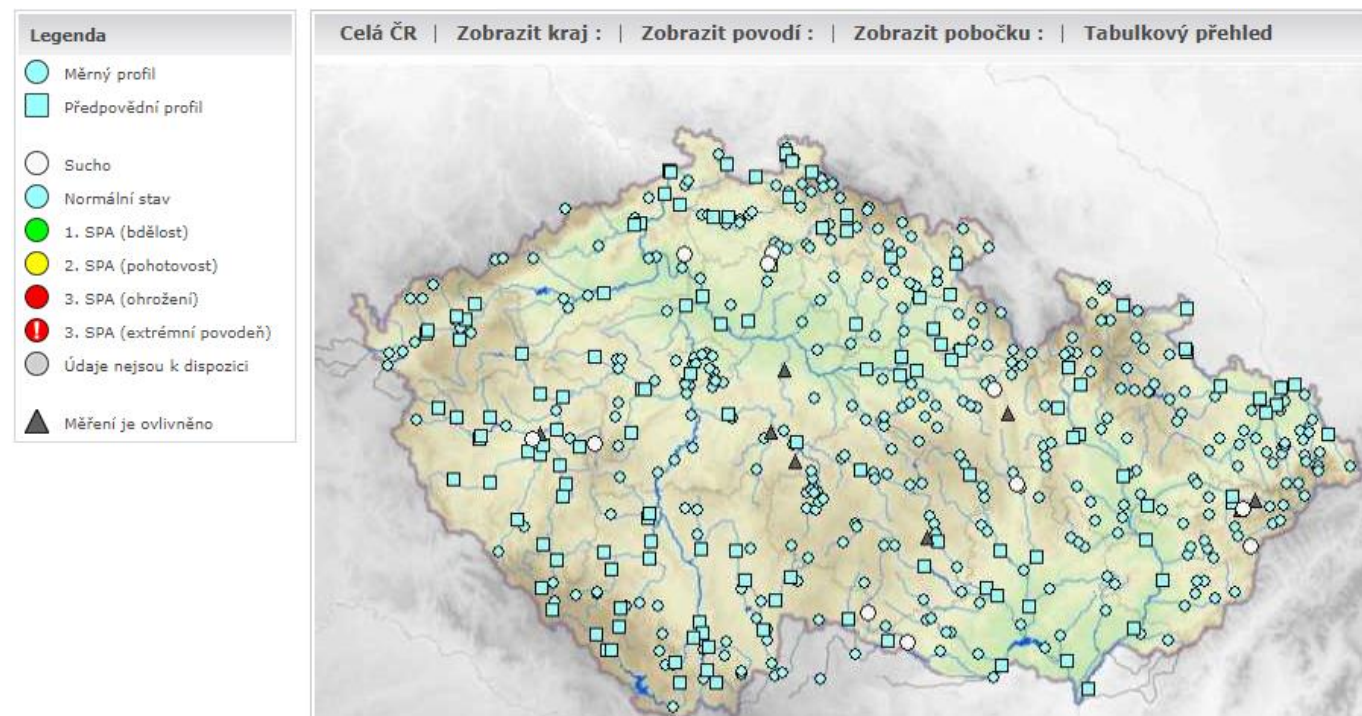 Legenda
Měrný profil
Předpovědní profil
Sucho
Normální stav
1. SPA (bdělost)
2. SPA (pohotovost)
3. SPA (ohrožení)
3. SPA (extrémní povodeň)
Údaje nejsou k dispozici
Měření je ovlivněno
Celá ČR | Zobrazit kraj : | Zobrazit povodí : | Zobrazit pobočku : | Tabulkový přehled